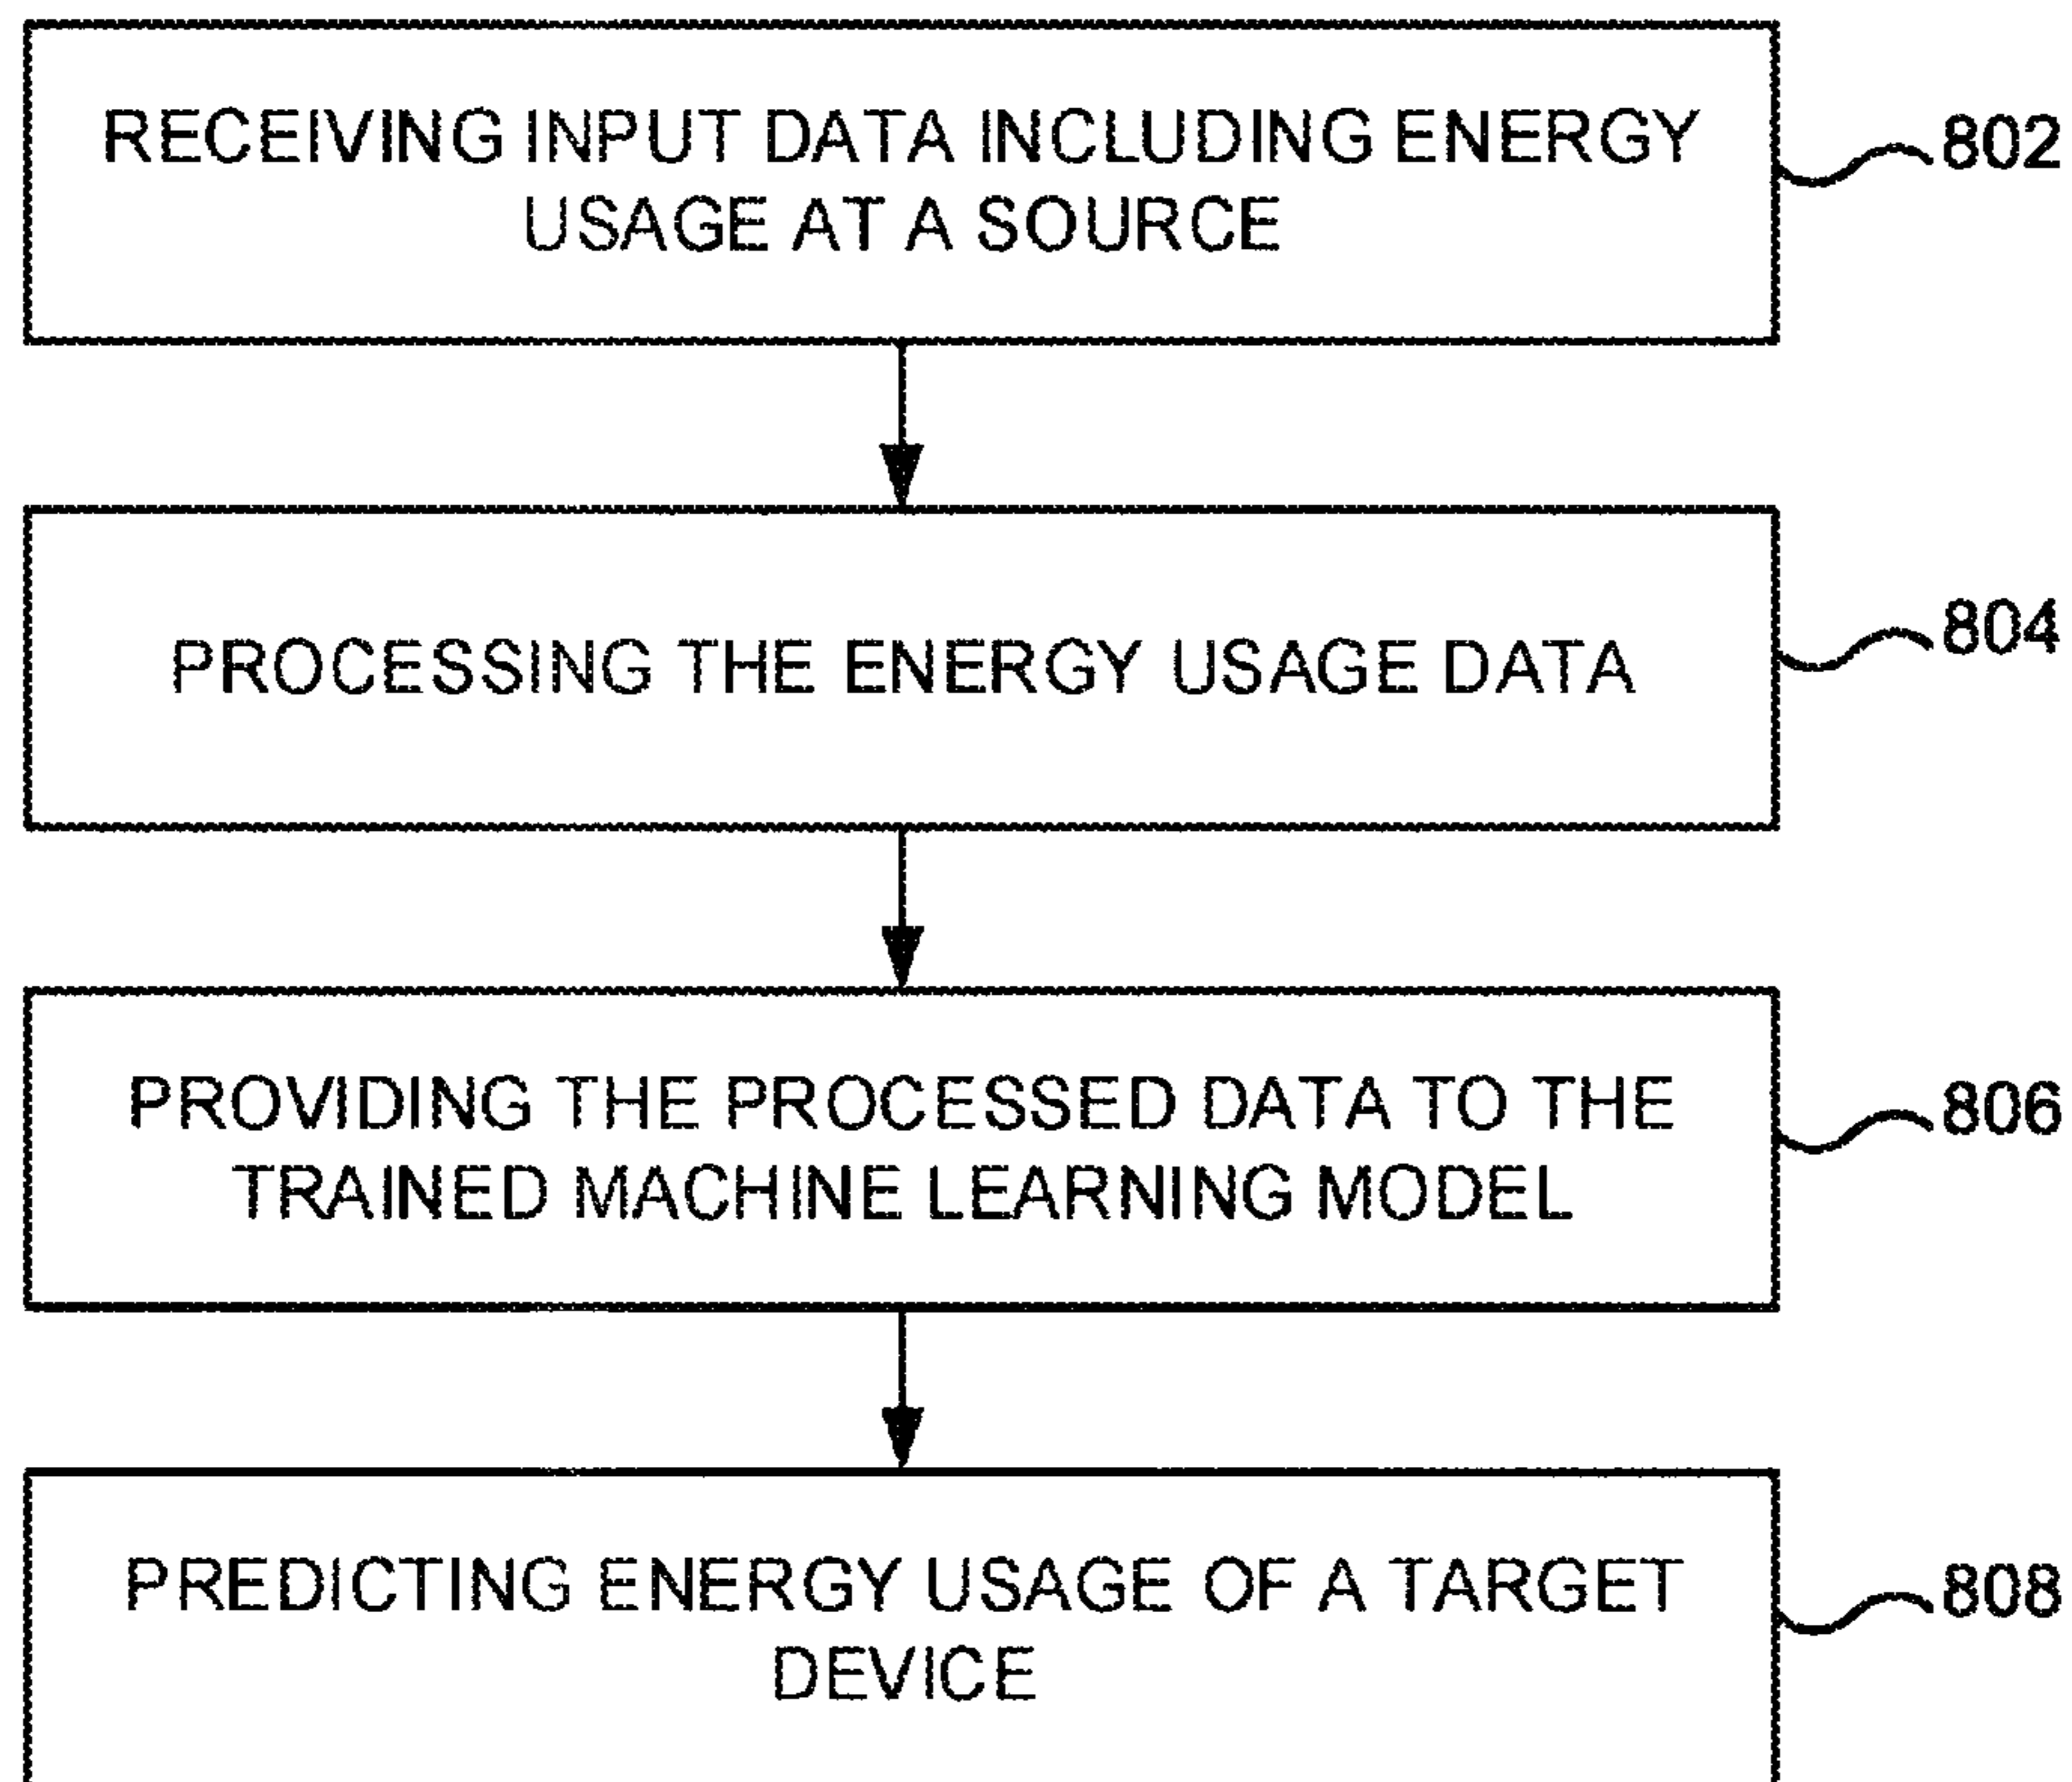 RECEIVING INPUT DATA INCLUDING ENERGY
USAGE AT A SOURCE
802
PROCESSING THE ENERGY USAGE DATA
804
PROVIDING THE PROCESSED DATA TO THE
TRAINED MACHINE LEARNING MODEL
806
PREDICTING ENERGY USAGE OF A TARGET
DEVICE
808